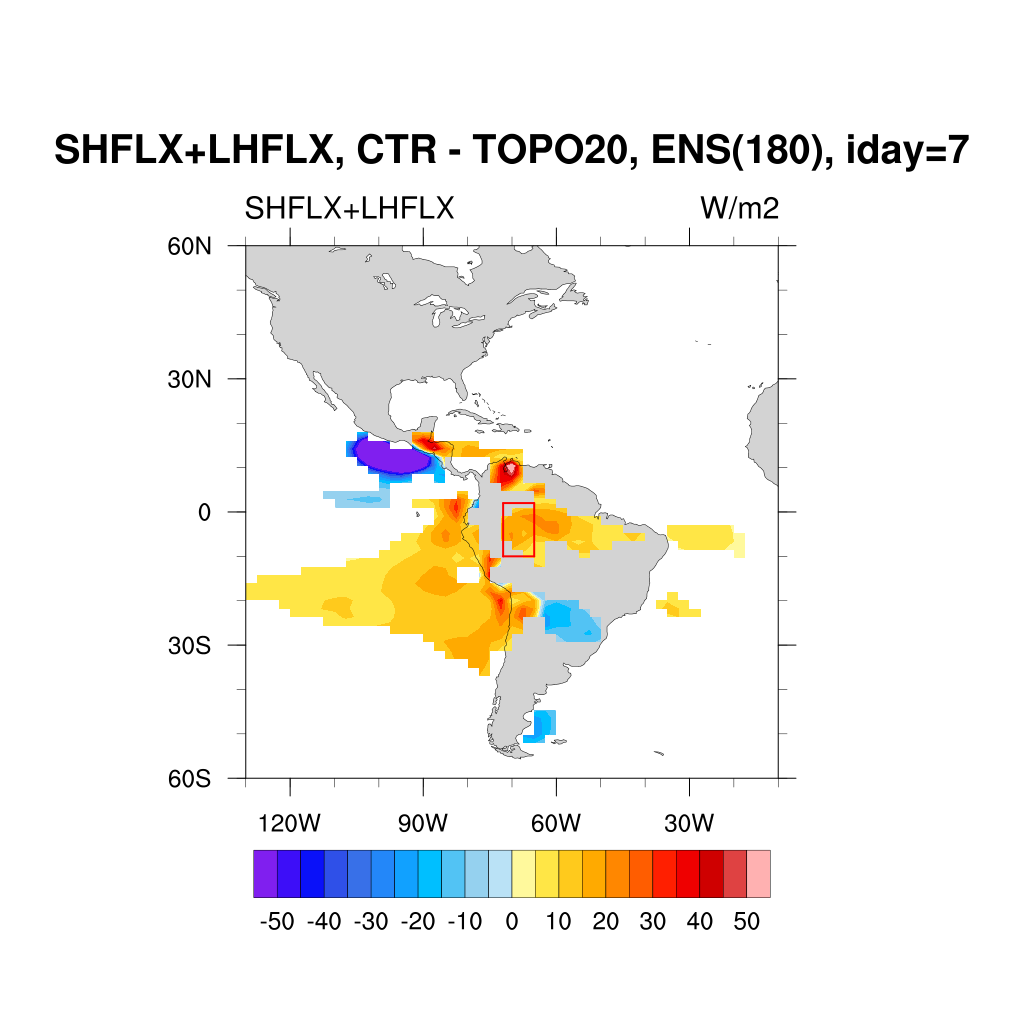 SHFLX+LHFLX, CTR - TOPO20, ENS(180), iday=7
SHFLX+LHFLX W/m2
60N
30N
0
30S
60S
120W 90W 60W 30W
-50 -40 -30 -20 -10 0 10 20 30 40 50